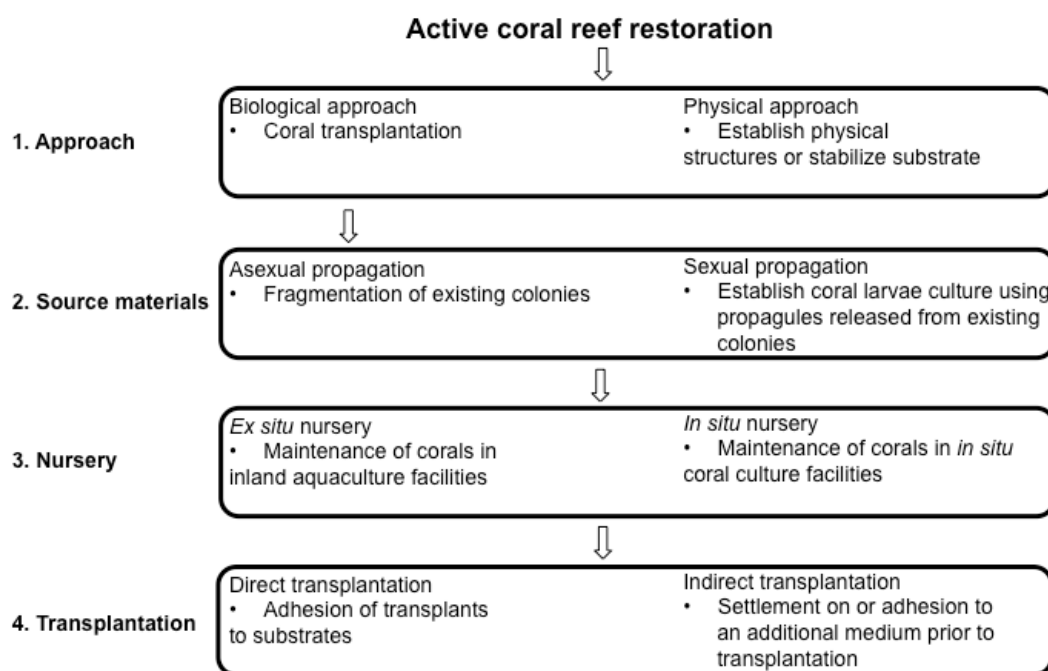 Active coral reef restoration
1. Approach
Biological approach
• Coral transplantation
Physical approach
• Establish physical
structures or stabilize substrate
2. Source materials
Asexual propagation
• Fragmentation of existing colonies
Sexual propagation
• Establish coral larvae culture using
propagules released from existing
colonies
3. Nursery
Ex situ nursery
• Maintenance of corals in
inland aquaculture facilities
In situ nursery
• Maintenance of corals in in situ
coral culture facilities
4. Transplantation
Direct transplantation
• Adhesion of transplants
to substrates
Indirect transplantation
• Settlement on or adhesion to
an additional medium prior to
transplantation